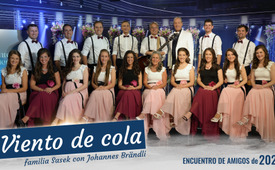 Viento de cola
familia Sasek con Johannes Brändli
ENCUENTRO DE AMIGOS de 202